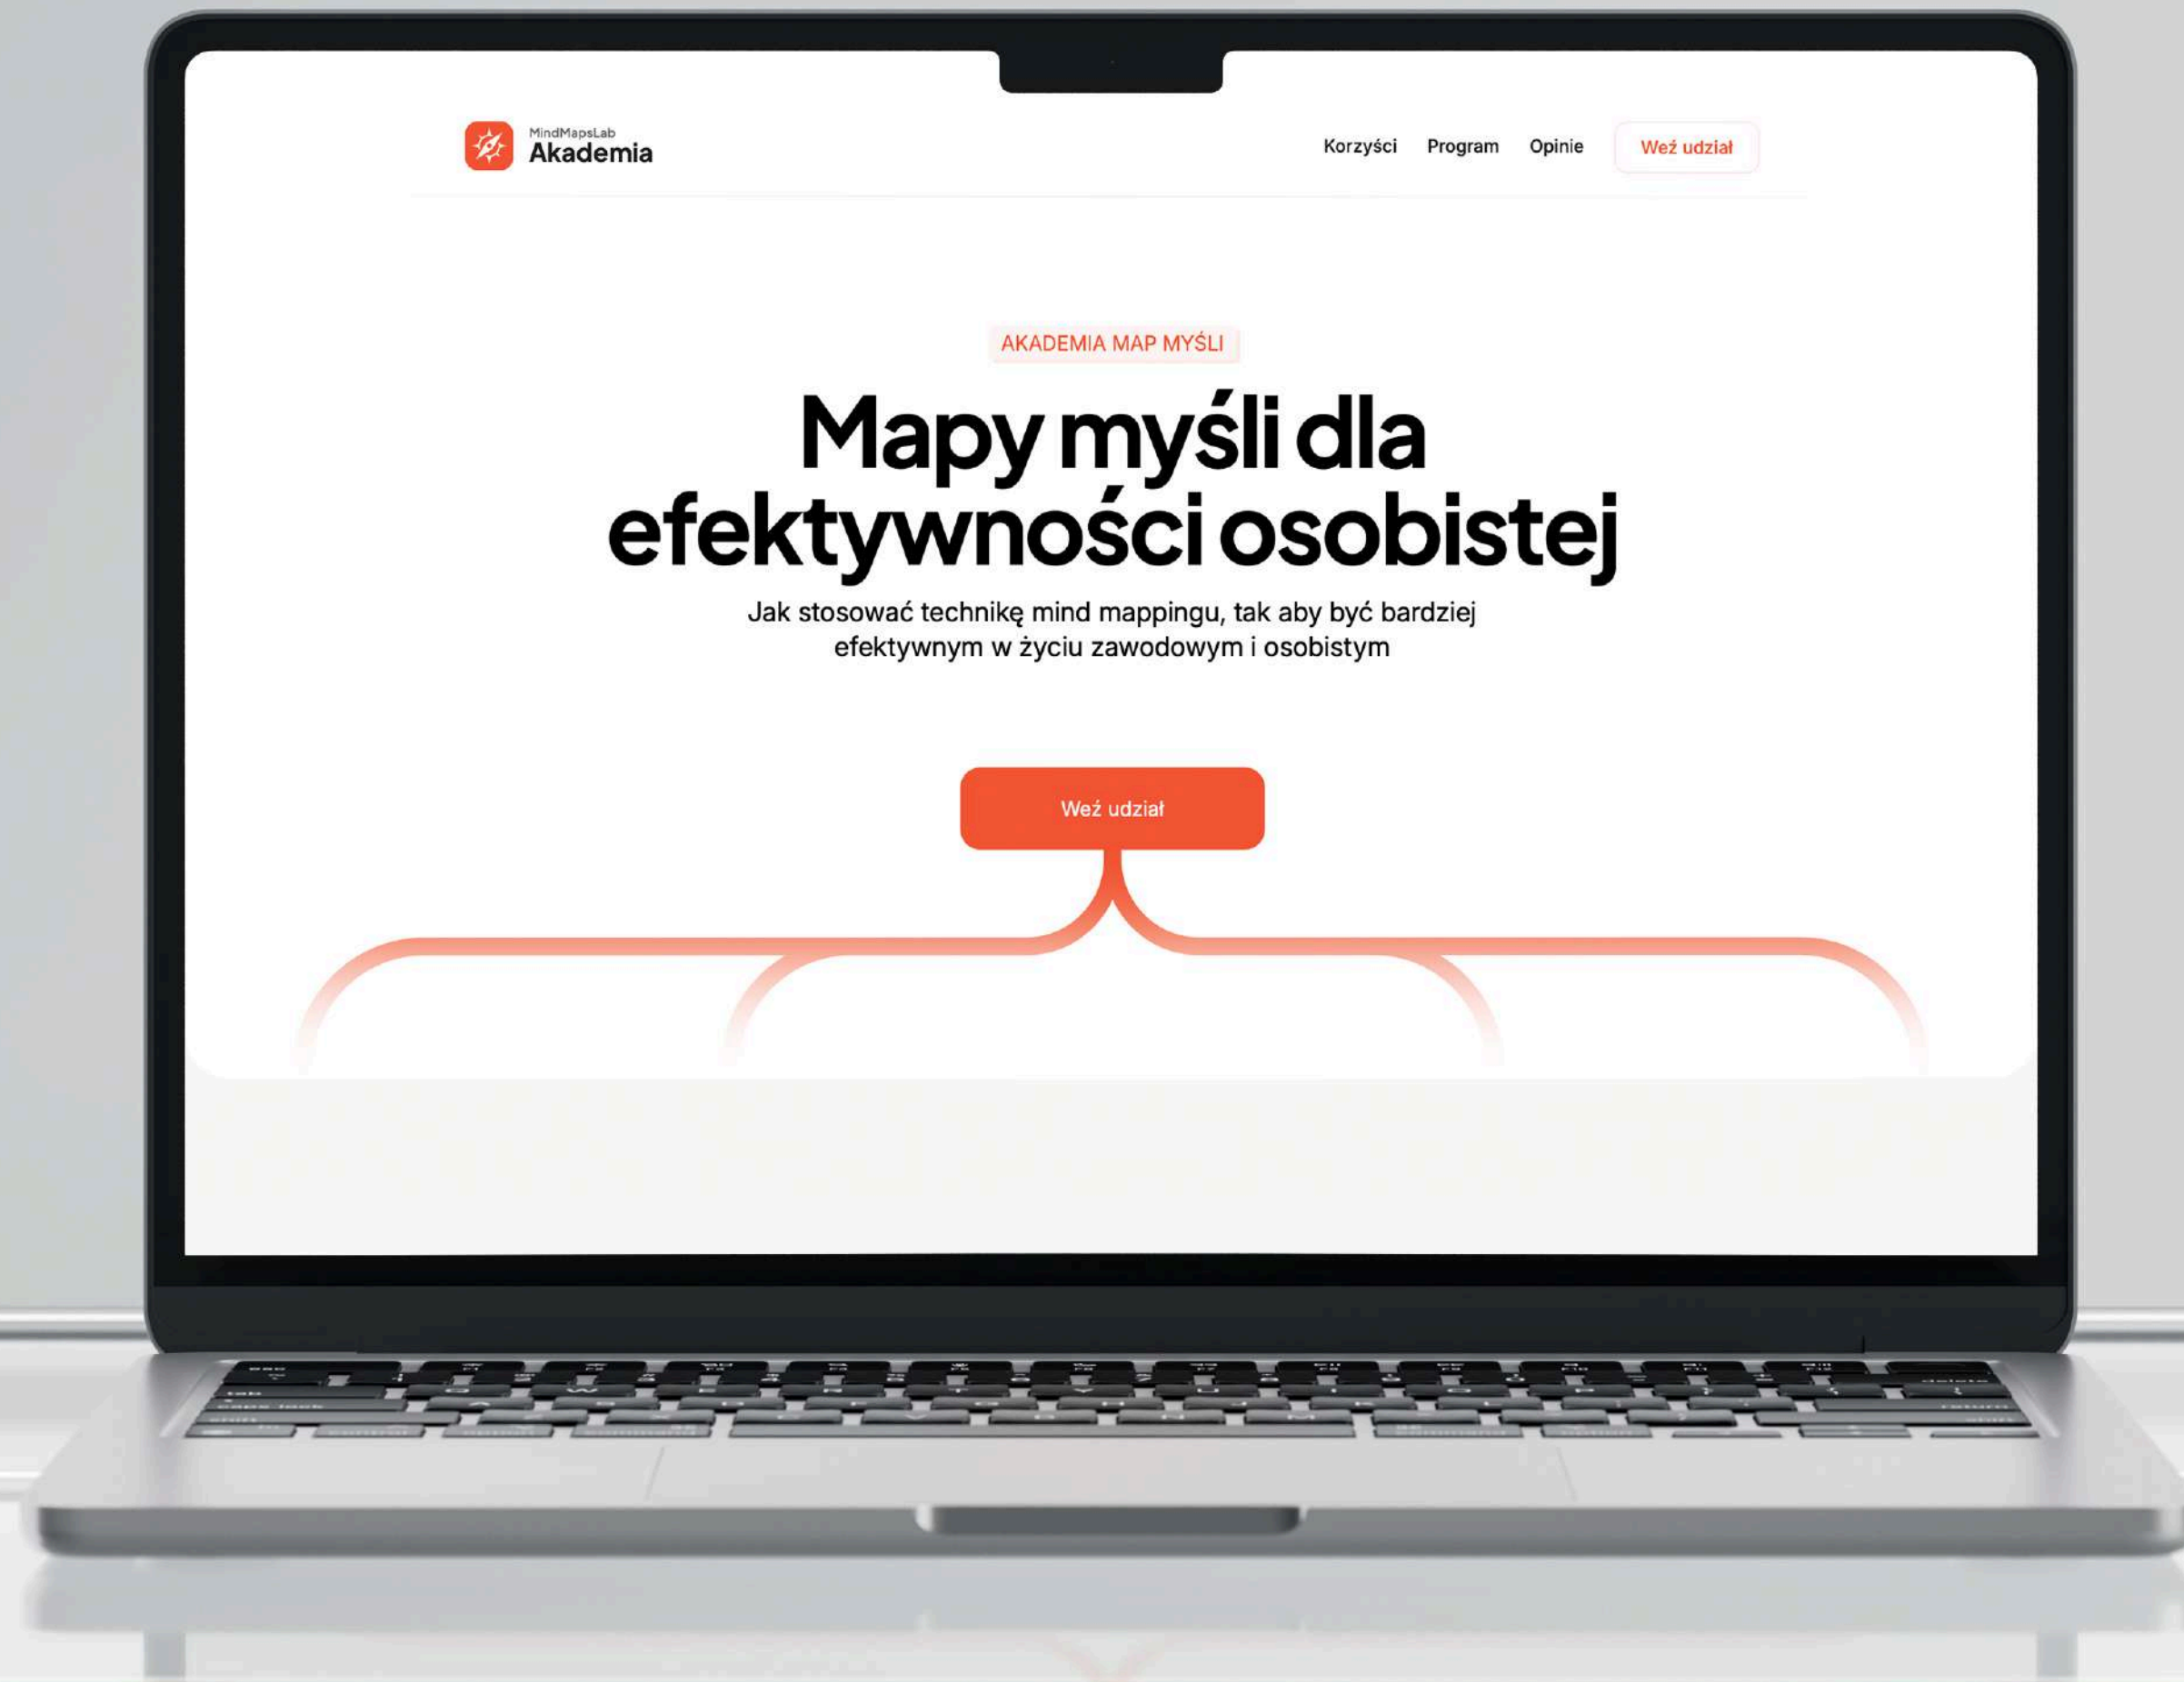 MindMapsLab
Akademia
Korzyści Program Opinie Weź udział
AKADEMIA MAP MYŚLI
Mapy myśli dla
efektywności osobistej
Jak stosować technikę mind mappingu, tak aby być bardziej
efektywnym w życiu zawodowym i osobistym
Weź udział